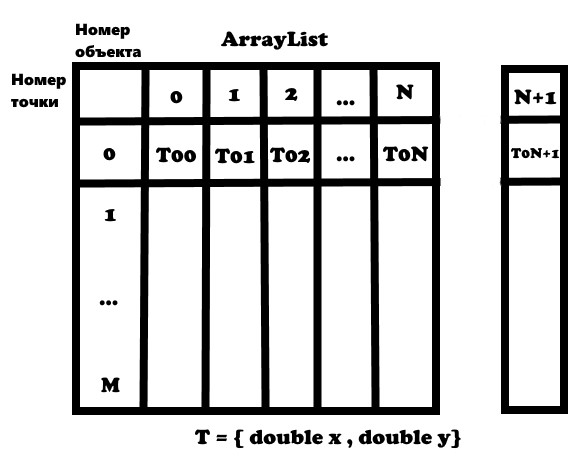 Номер
объекта
ArrayList
Номер
точки
0 1 2 ... N N+1
0 T00 T01 T02 ... T0N T0N+1
1
...
M
T = { double x , double y}